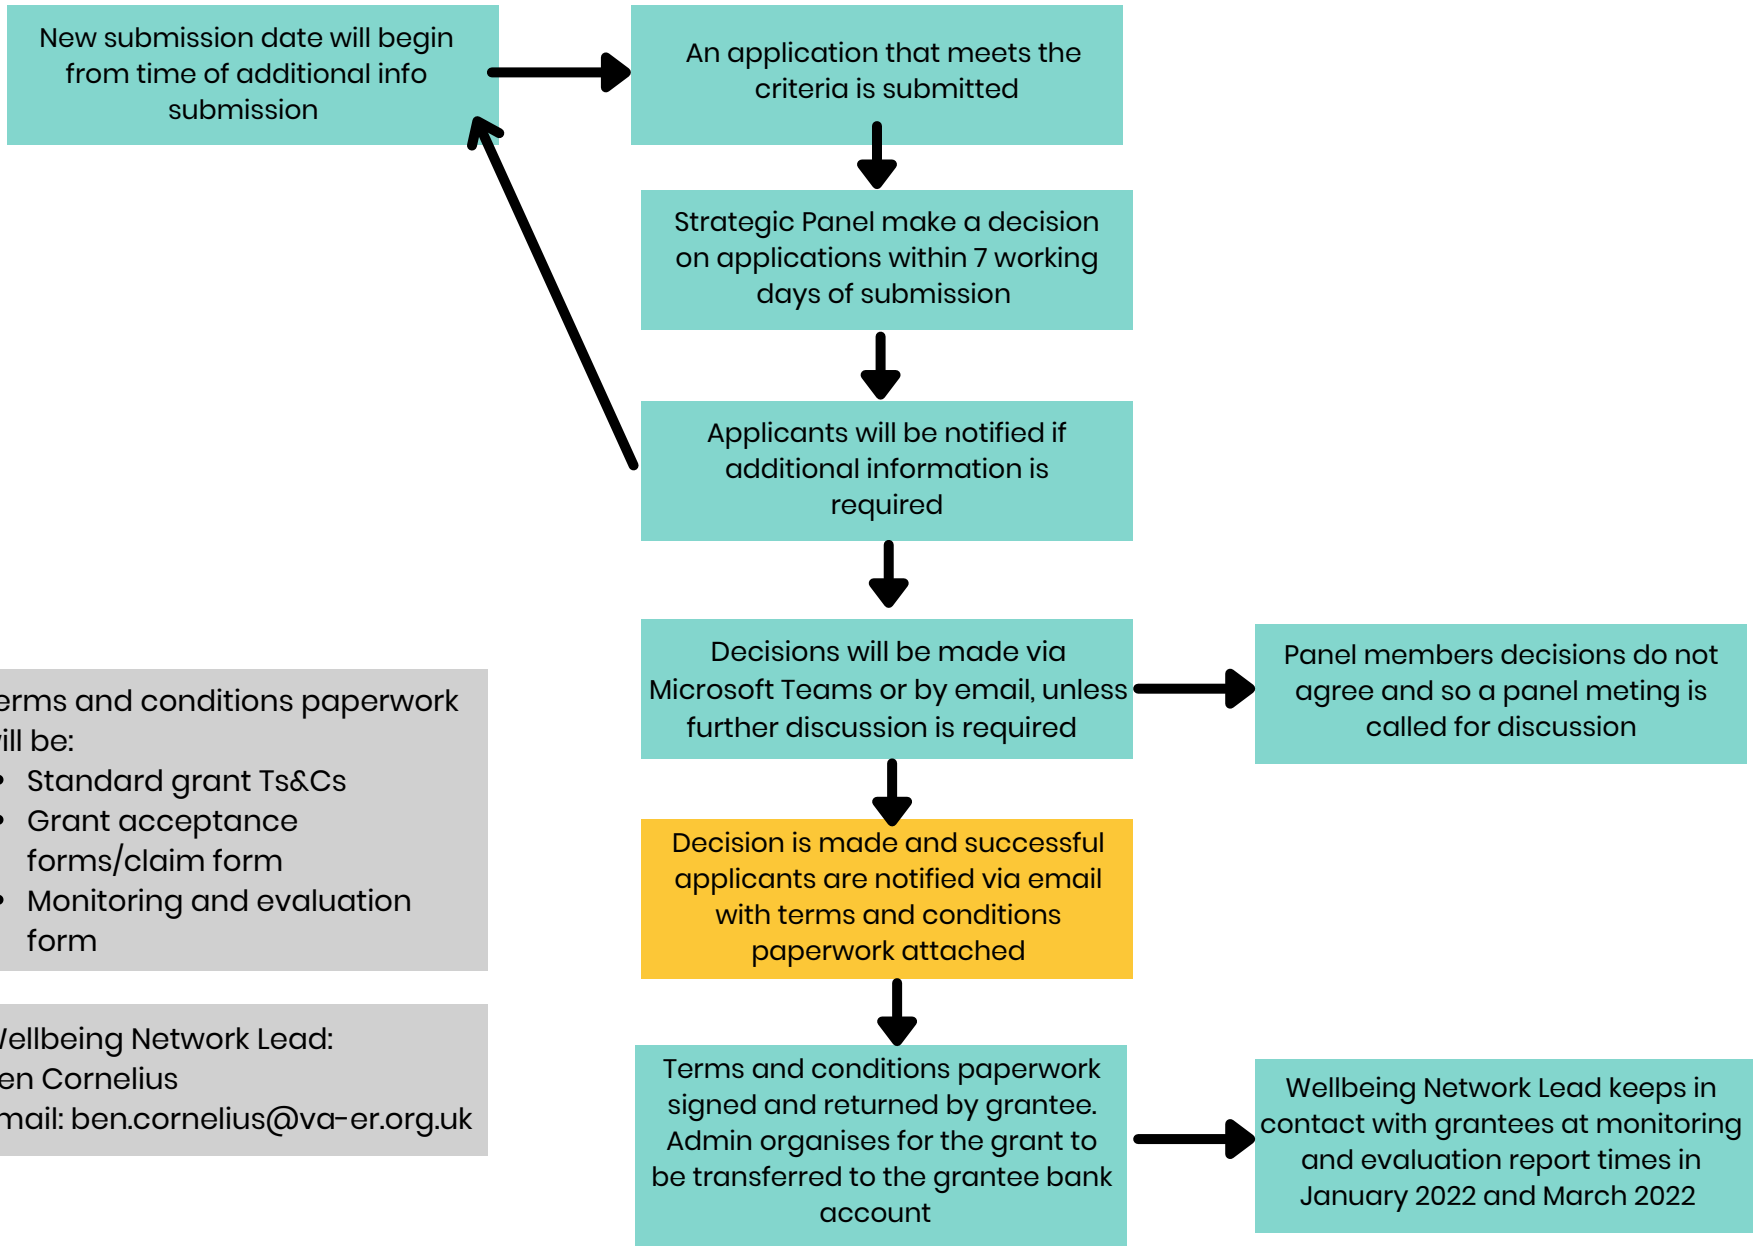 New submission date will begin
from time of additional info
submission
An application that meets the
criteria is submitted
Strategic Panel make a decision
on applications within 7 working
days of submission
Applicants will be notified if
additional information is
required
Decisions will be made via
Microsoft Teams or by email, unless
further discussion is required
Panel members decisions do not
agree and so a panel meting is
called for discussion
erms and conditions paperwork
ill be:
• Standard grant Ts&Cs
• Grant acceptance
forms/claim form
• Monitoring and evaluation
form
Decision is made and successful
applicants are notified via email
with terms and conditions
paperwork attached
Wellbeing Network Lead:
en Cornelius
mail: ben.cornelius@va-er.org.uk
Terms and conditions paperwork
signed and returned by grantee.
Admin organises for the grant to
be transferred to the grantee bank
account
Wellbeing Network Lead keeps in
contact with grantees at monitoring
and evaluation report times in
January 2022 and March 2022